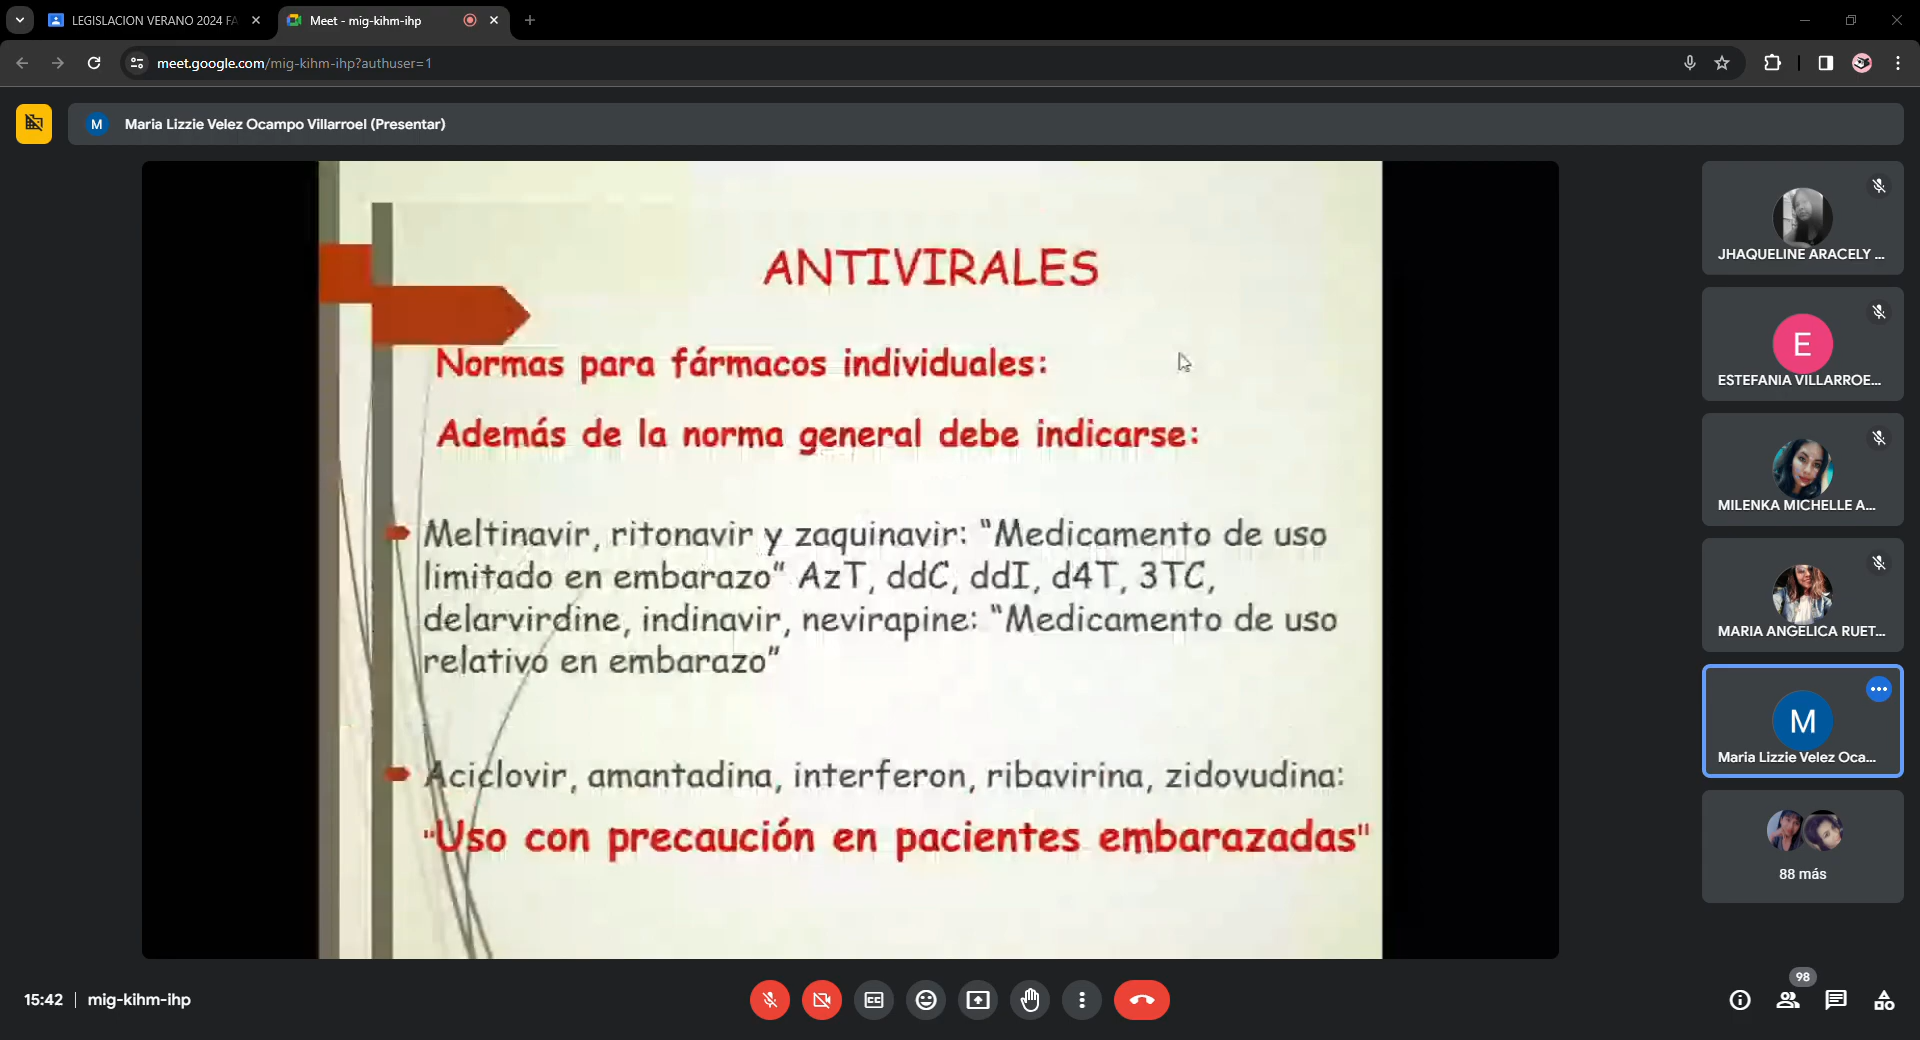 LEGISLACION VERANO 2024 FA
Meet - mig-kihm-ihp
meet.google.com/mig-kihm-ihp?authuser=1
M
Maria Lizzie Velez Ocampo Villarroel (Presentar)
ANTIVIRALES
Normas para fármacos individuales:
Además de la norma general debe indicarse:
Meltinavir, ritonavir y zaquinavir: “Medicamento de uso
limitado en embarazo” AzT, ddC, ddI, d4T, 3TC,
delarvirdine, indinavir, nevirapine: “Medicamento de uso
relativo en embarazo”
Aciclovir, amantadina, interferon, ribavirina, zidovudina:
"Uso con precaución en pacientes embarazadas"
JHAQUELINE ARACELY ...
E
ESTEFANIA VILLARROE...
MILENKA MICHELLE A...
MARIA ANGELICA RUET...
M
Maria Lizzie Velez Oca...
88 más
15:42 | mig-kihm-ihp
98